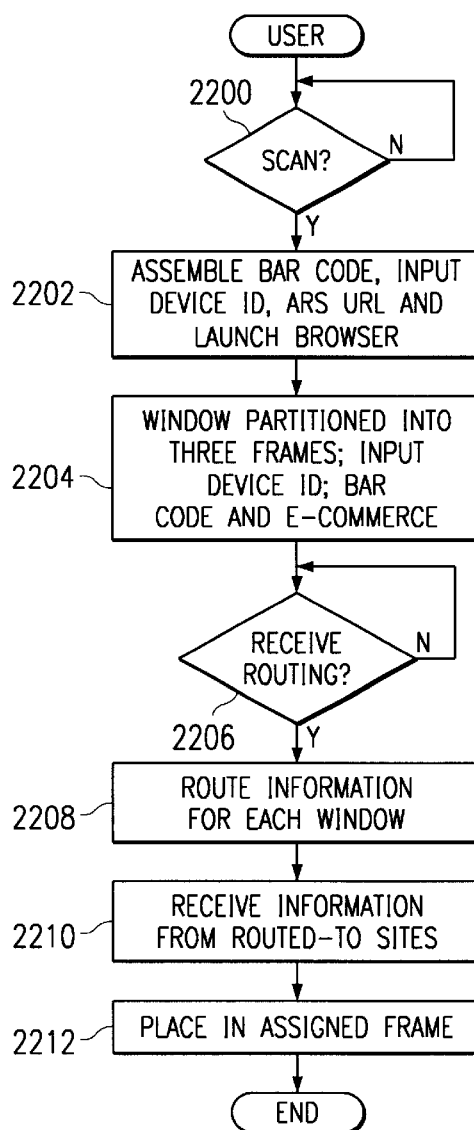 USER
2200
SCAN?
N
Y
2202
ASSEMBLE BAR CODE, INPUT
DEVICE ID, ARS URL AND
LAUNCH BROWSER
2204
WINDOW PARTITIONED INTO
THREE FRAMES; INPUT
DEVICE ID; BAR
CODE AND E-COMMERCE
RECEIVE
ROUTING?
N
2206
Y
2208
ROUTE INFORMATION
FOR EACH WINDOW
2210
RECEIVE INFORMATION
FROM ROUTED-TO SITES
2212
PLACE IN ASSIGNED FRAME
END